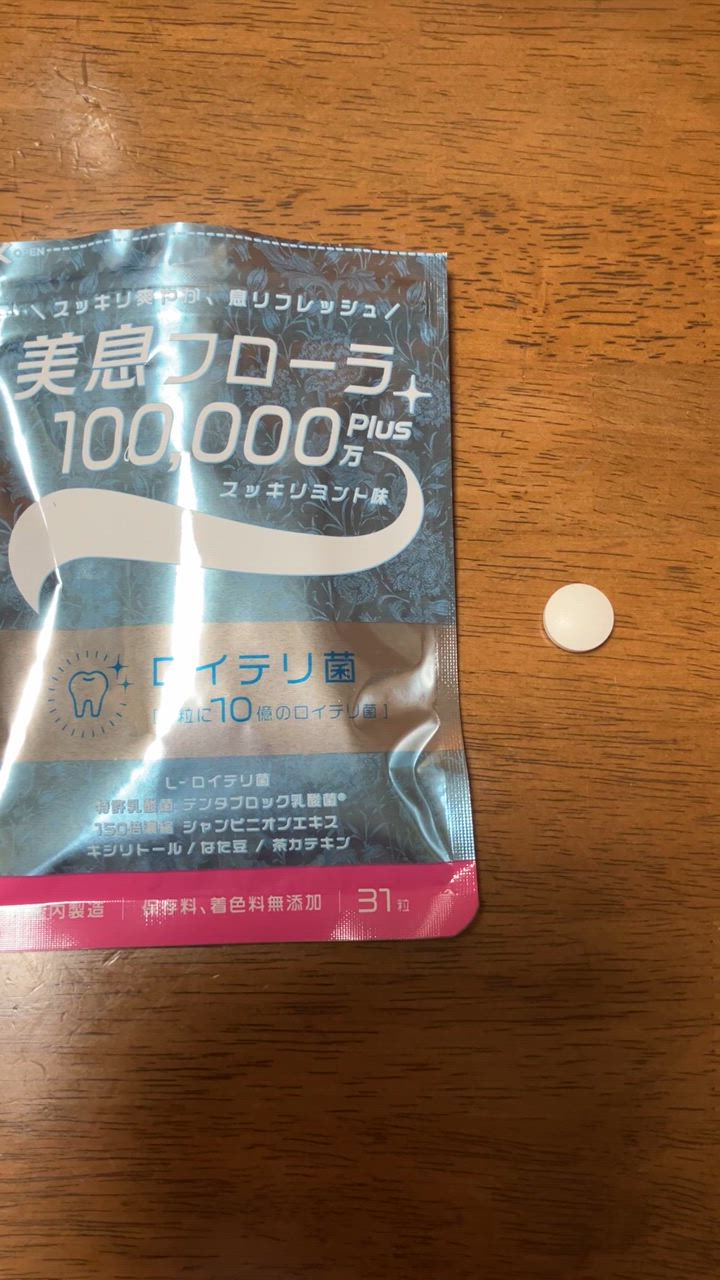 OPEN
\スッキリ爽やか、息リフレッシュ/
美息フローラ
100,000万 Plus
スッキリミント味
ロイテリ菌
粒に10億のロイテリ菌]
L-ロイテリ菌
特許乳酸菌 デンタブロック乳酸菌®
150倍濃縮 シャンピニオンエキス
キシリトール / なた豆 / 茶カテキン
内製造 | 保存料、着色料無添加 | 31粒